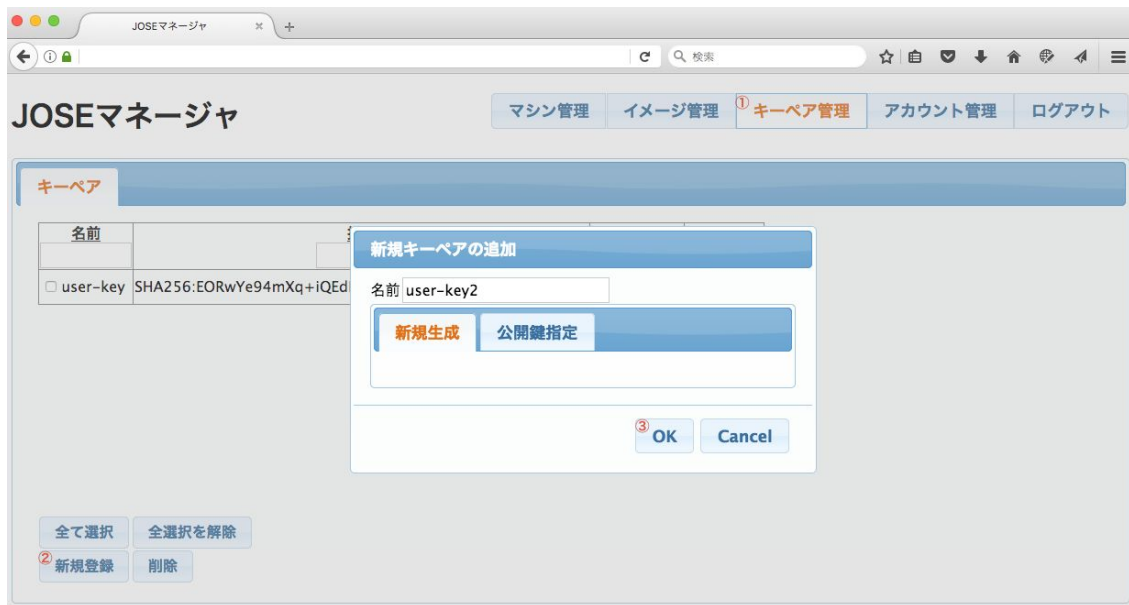 JOSEマネージャ
検索
JOSEマネージャ
マシン管理 イメージ管理 ①キーペア管理 アカウント管理 ログアウト
キーペア
名前
新規キーペアの追加
user-key SHA256:EORwYe94mXq+iQEd
名前 user-key2
新規生成 公開鍵指定
③OK Cancel
全て選択 全選択を解除
②新規登録 削除